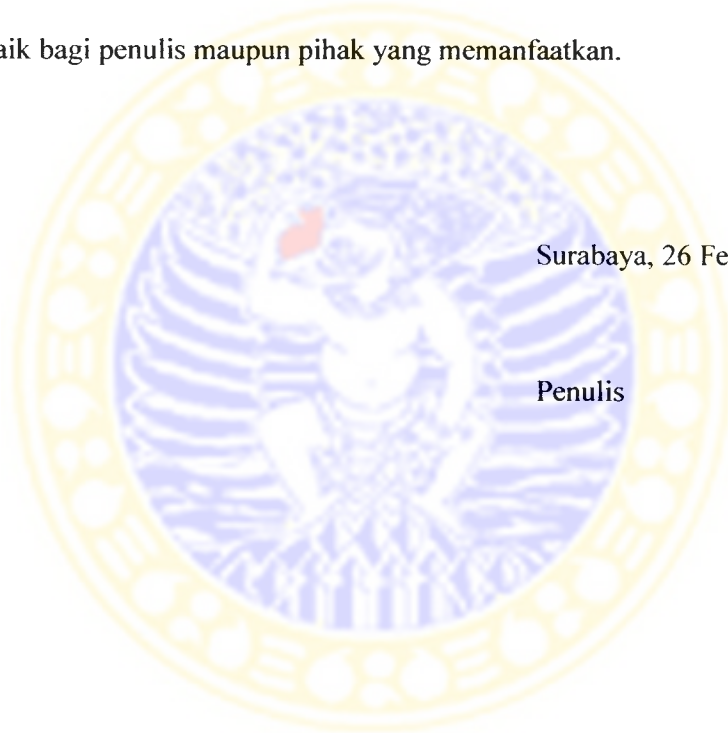 aik bagi penulis maupun pihak yang memanfaatkan.
Surabaya, 26 Fe
Penulis